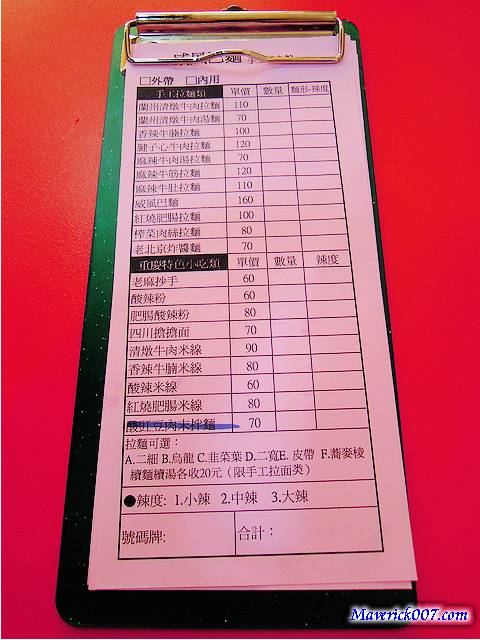 威風巴麵
□外帶 □內用
手工拉麵類 單價 數量 麵形-辣度
蘭州清燉牛肉拉麵 110
蘭州清燉牛肉湯麵 70
香辣牛腩拉麵 100
腱子心牛肉拉麵 120
麻辣牛肉湯拉麵 70
麻辣牛筋拉麵 120
麻辣牛肚拉麵 110
威風巴麵 160
紅燒肥腸拉麵 100
榨菜肉絲拉麵 80
老北京炸醬麵 70
重慶特色小吃類 單價 數量 辣度
老麻抄手 60
酸辣粉 60
肥腸酸辣粉 80
四川擔擔面 70
清燉牛肉米線 90
香辣牛腩米線 80
酸辣米線 60
紅燒肥腸米線 80
酸豇豆肉末拌麵 70
拉麵可選：
A.二細 B.烏龍 C.韭菜葉 D.二寬E. 皮帶 F.蕎麥棱
續麵續湯各收20元（限手工拉面类）
●辣度: 1.小辣 2.中辣 3.大辣
號碼牌: 合計：
Maverick007.com